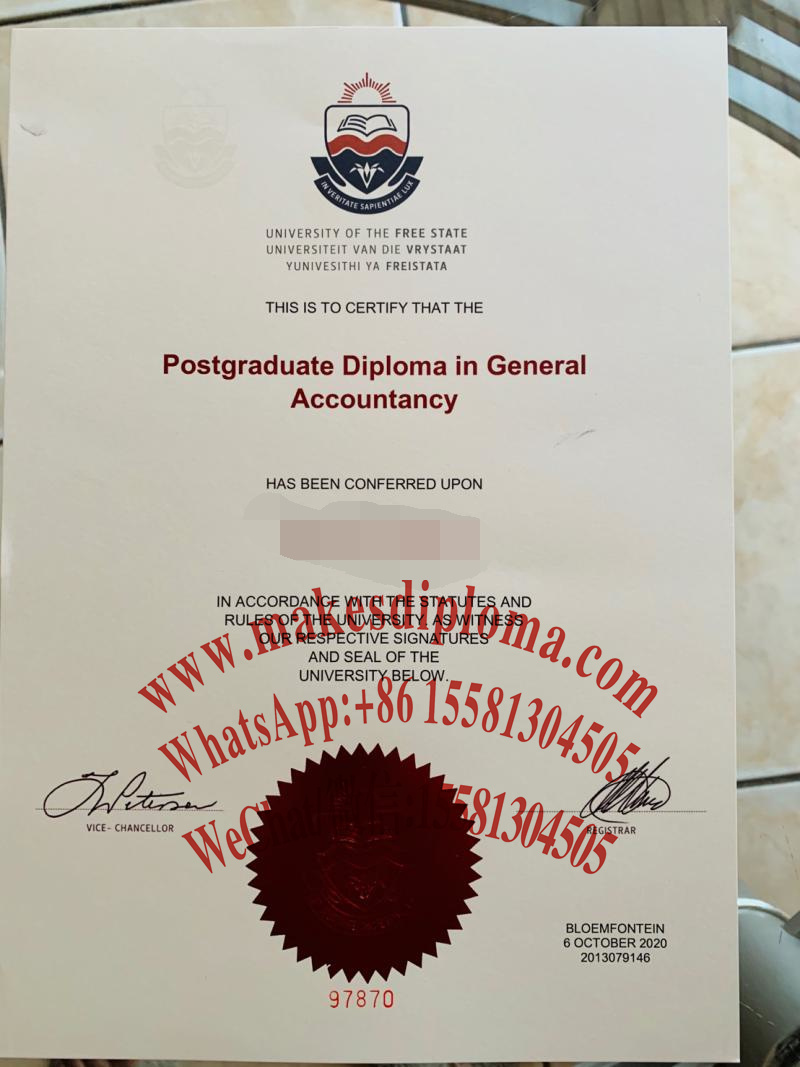 IN VERITATE SAPIENTIAE LUX
UNIVERSITY OF THE FREE STATE
UNIVERSITEIT VAN DIE VRYSTAAT
YUNIVESITHI YA FREISTATA
THIS IS TO CERTIFY THAT THE
Postgraduate Diploma in General
Accountancy
HAS BEEN CONFERRED UPON
IN ACCORDANCE WITH THE STATUTES AND
RULES OF THE UNIVERSITY. AS WITNESS
OUR RESPECTIVE SIGNATURES
AND SEAL OF THE
UNIVERSITY BELOW.
www.makesdiploma.com
WhatsApp:+86 15581304505
WeChat 15581304505
VICE- CHANCELLOR
REGISTRAR
BLOEMFONTEIN
6 OCTOBER 2020
2013079146
97870